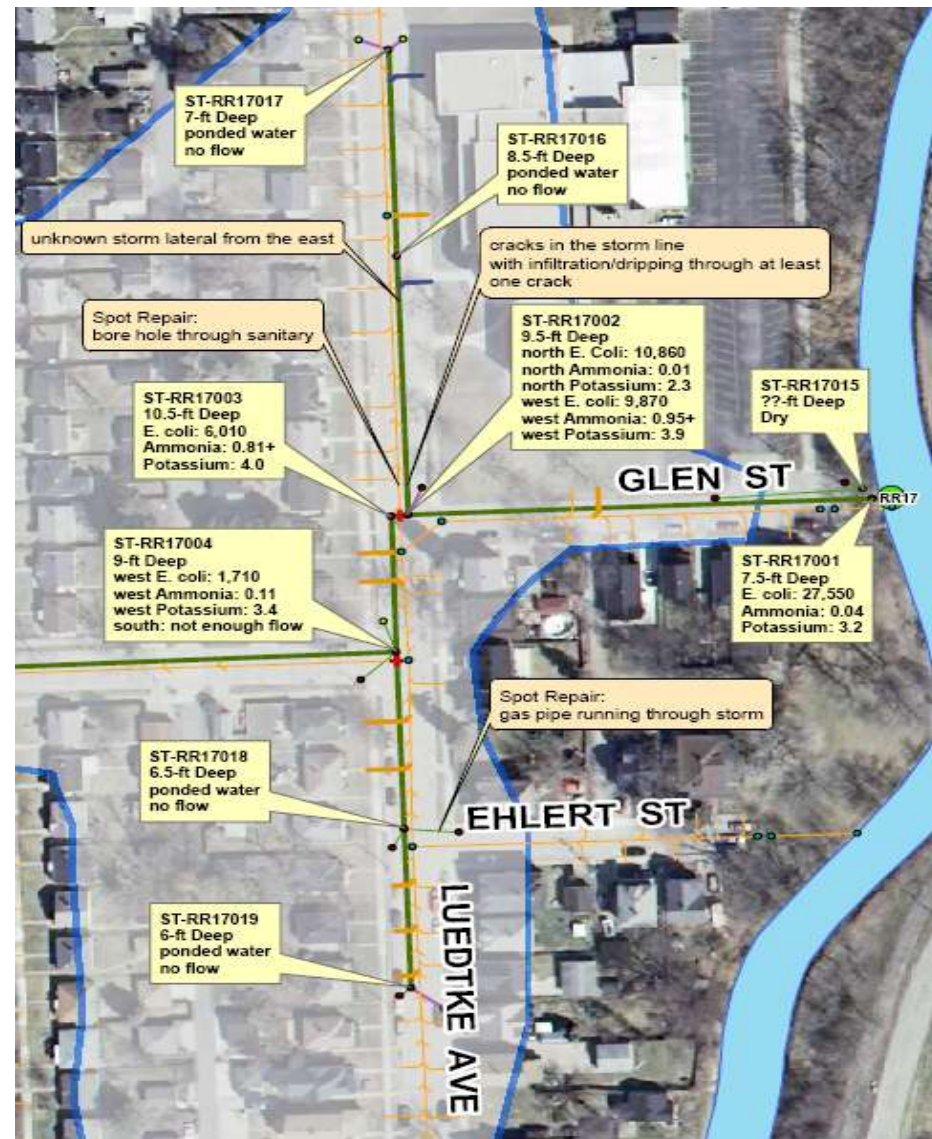 ST-RR17017
7-ft Deep
ponded water
no flow
ST-RR17016
8.5-ft Deep
ponded water
no flow
unknown storm lateral from the east
cracks in the storm line
with infiltration/dripping through at least
one crack
Spot Repair:
bore hole through sanitary
ST-RR17002
9.5-ft Deep
north E. Coli: 10,860
north Ammonia: 0.01
north Potassium: 2.3
west E. coli: 9,870
west Ammonia: 0.95+
west Potassium: 3.9
ST-RR17015
??-ft Deep
Dry
ST-RR17003
10.5-ft Deep
E. coli: 6,010
Ammonia: 0.81+
Potassium: 4.0
GLEN ST
RR17
ST-RR17004
9-ft Deep
west E. coli: 1,710
west Ammonia: 0.11
west Potassium: 3.4
south: not enough flow
ST-RR17001
7.5-ft Deep
E. coli: 27,550
Ammonia: 0.04
Potassium: 3.2
Spot Repair:
gas pipe running through storm
ST-RR17018
6.5-ft Deep
ponded water
no flow
EHLERT ST
ST-RR17019
6-ft Deep
ponded water
no flow
LUEDTKE AVE